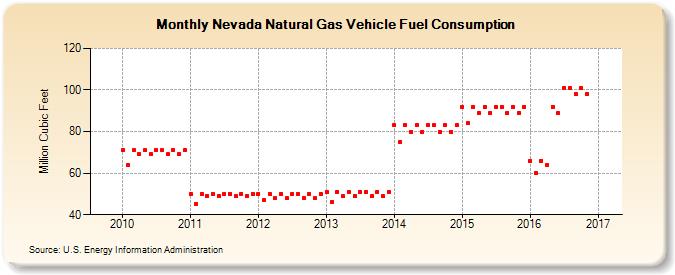 Monthly Nevada Natural Gas Vehicle Fuel Consumption
Million Cubic Feet
120
100
80
60
40
2010 2011 2012 2013 2014 2015 2016 2017
Source: U.S. Energy Information Administration